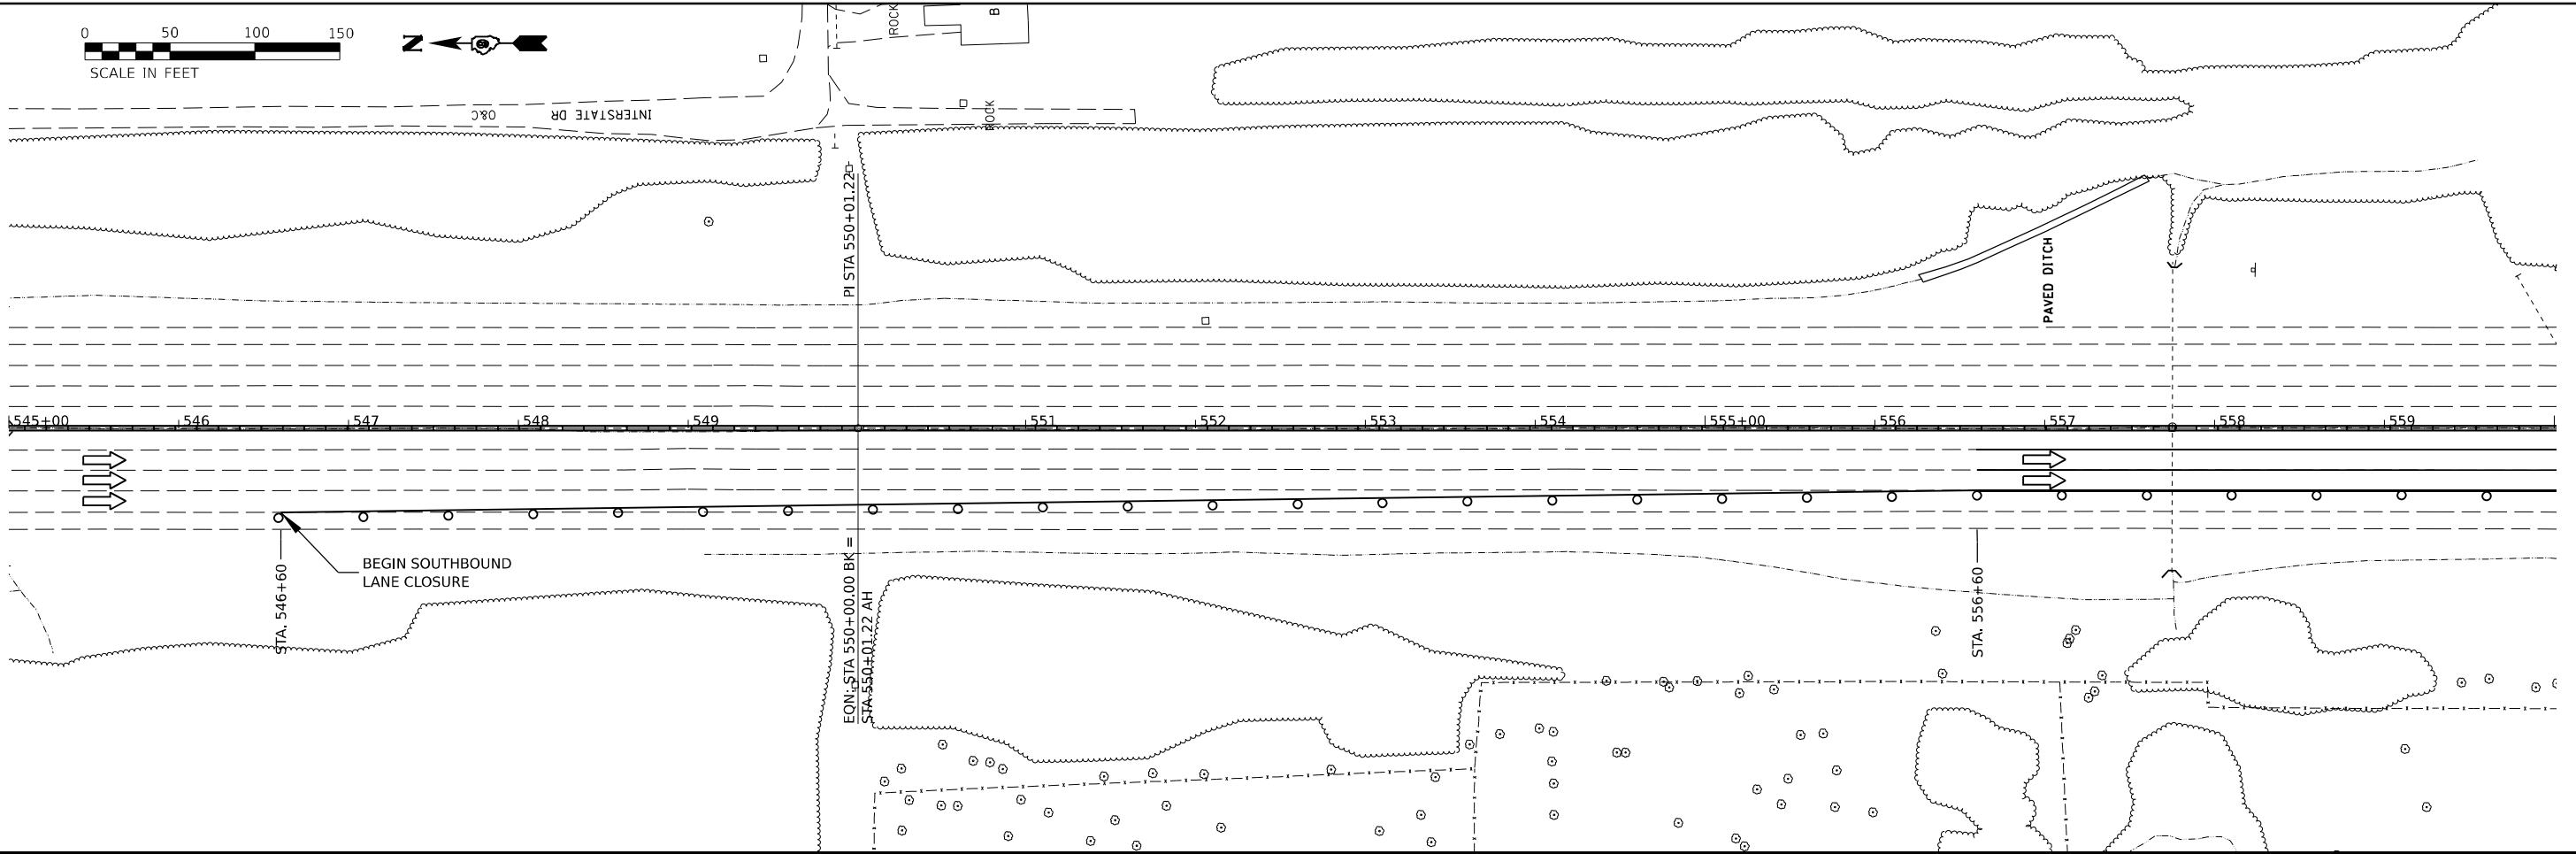 0 50 100 150
SCALE IN FEET
N
ROCK
B
INTERSTATE DR
O&C
ROCK
PI STA 550+01.22
PAVED DITCH
545+00 546 547 548 549 551 552 553 554 555+00 556 557 558 559
BEGIN SOUTHBOUND
LANE CLOSURE
STA. 546+60
EQN: STA 550+00.00 BK =
STA 550+01.22 AH
STA. 556+60